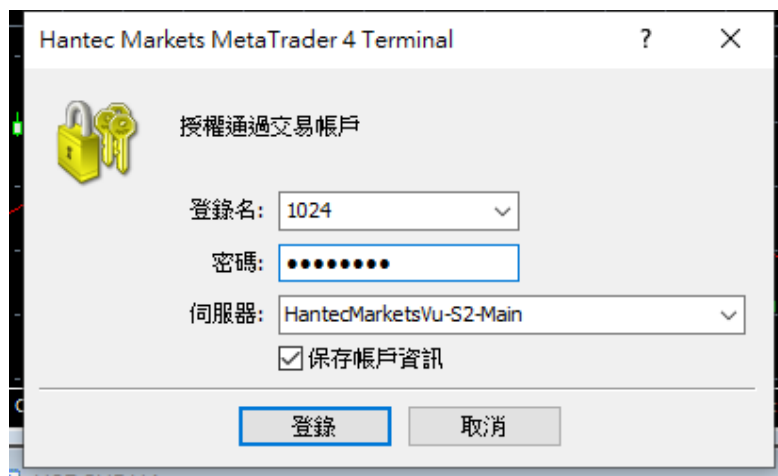 Hantec Markets MetaTrader 4 Terminal ? ×
授權通過交易帳戶
登錄名: 1024
密碼: ●●●●●●●●
伺服器: HantecMarketsVu-S2-Main
保存帳戶資訊
登錄 取消